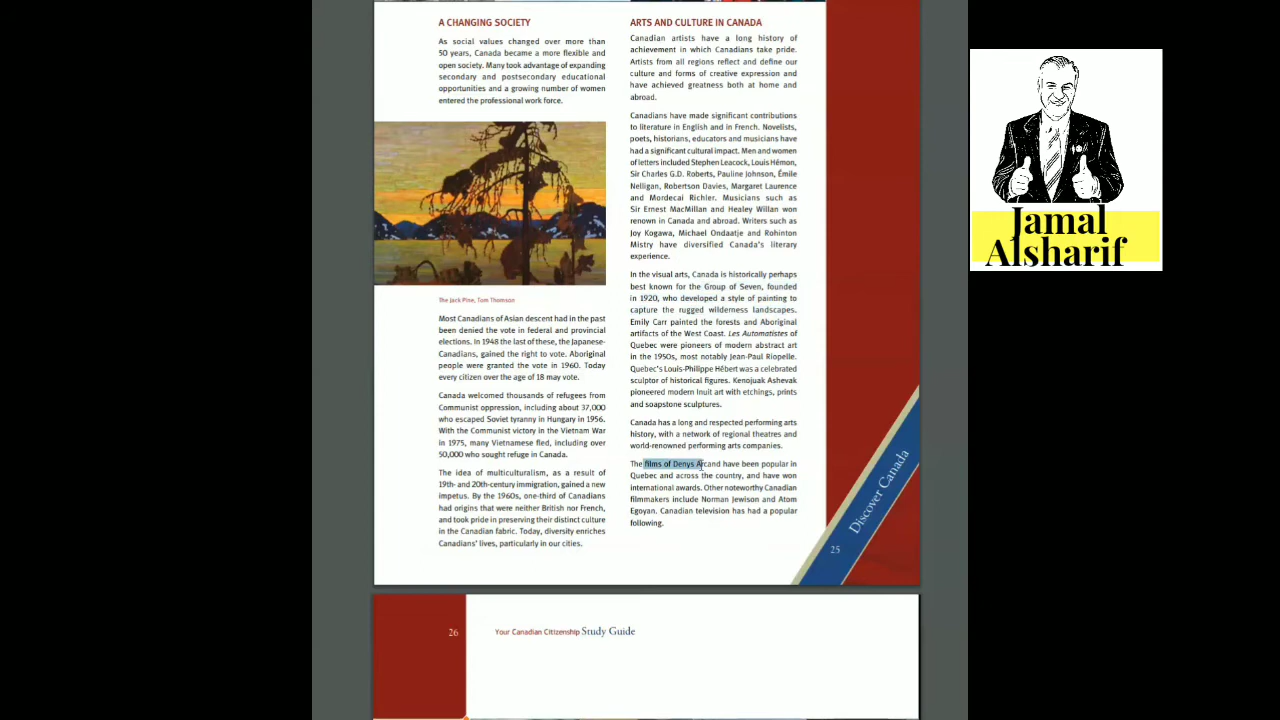 A CHANGING SOCIETY
As social values changed over more than
50 years, Canada became a more flexible and
open society. Many took advantage of expanding
secondary and postsecondary educational
opportunities and a growing number of women
entered the professional work force.
The Jack Pine, Tom Thomson
Most Canadians of Asian descent had in the past
been denied the vote in federal and provincial
elections. In 1948 the last of these, the Japanese-
Canadians, gained the right to vote. Aboriginal
people were granted the vote in 1960. Today
every citizen over the age of 18 may vote.
Canada welcomed thousands of refugees from
Communist oppression, including about 37,000
who escaped Soviet tyranny in Hungary in 1956.
With the Communist victory in the Vietnam War
in 1975, many Vietnamese fled, including over
50,000 who sought refuge in Canada.
The idea of multiculturalism, as a result of
19th- and 20th-century immigration, gained a new
impetus. By the 1960s, one-third of Canadians
had origins that were neither British nor French,
and took pride in preserving their distinct culture
in the Canadian fabric. Today, diversity enriches
Canadians' lives, particularly in our cities.
ARTS AND CULTURE IN CANADA
Canadian artists have a long history of
achievement in which Canadians take pride.
Artists from all regions reflect and define our
culture and forms of creative expression and
have achieved greatness both at home and
abroad.
Canadians have made significant contributions
to literature in English and in French. Novelists,
poets, historians, educators and musicians have
had a significant cultural impact. Men and women
of letters included Stephen Leacock, Louis Hémon,
Sir Charles G.D. Roberts, Pauline Johnson, Émile
Nelligan, Robertson Davies, Margaret Laurence
and Mordecai Richler. Musicians such as
Sir Ernest MacMillan and Healey Willan won
renown in Canada and abroad. Writers such as
Joy Kogawa, Michael Ondaatje and Rohinton
Mistry have diversified Canada's literary
experience.
In the visual arts, Canada is historically perhaps
best known for the Group of Seven, founded
in 1920, who developed a style of painting to
capture the rugged wilderness landscapes.
Emily Carr painted the forests and Aboriginal
artifacts of the West Coast. Les Automatistes of
Quebec were pioneers of modern abstract art
in the 1950s, most notably Jean-Paul Riopelle.
Quebec's Louis-Philippe Hébert was a celebrated
sculptor of historical figures. Kenojuak Ashevak
pioneered modern Inuit art with etchings, prints
and soapstone sculptures.
Canada has a long and respected performing arts
history, with a network of regional theatres and
world-renowned performing arts companies.
The films of Denys Arcand have been popular in
Quebec and across the country, and have won
international awards. Other noteworthy Canadian
filmmakers include Norman Jewison and Atom
Egoyan. Canadian television has had a popular
following.
Discover Canada
25
26
Your Canadian Citizenship Study Guide
Jamal
Alsharif